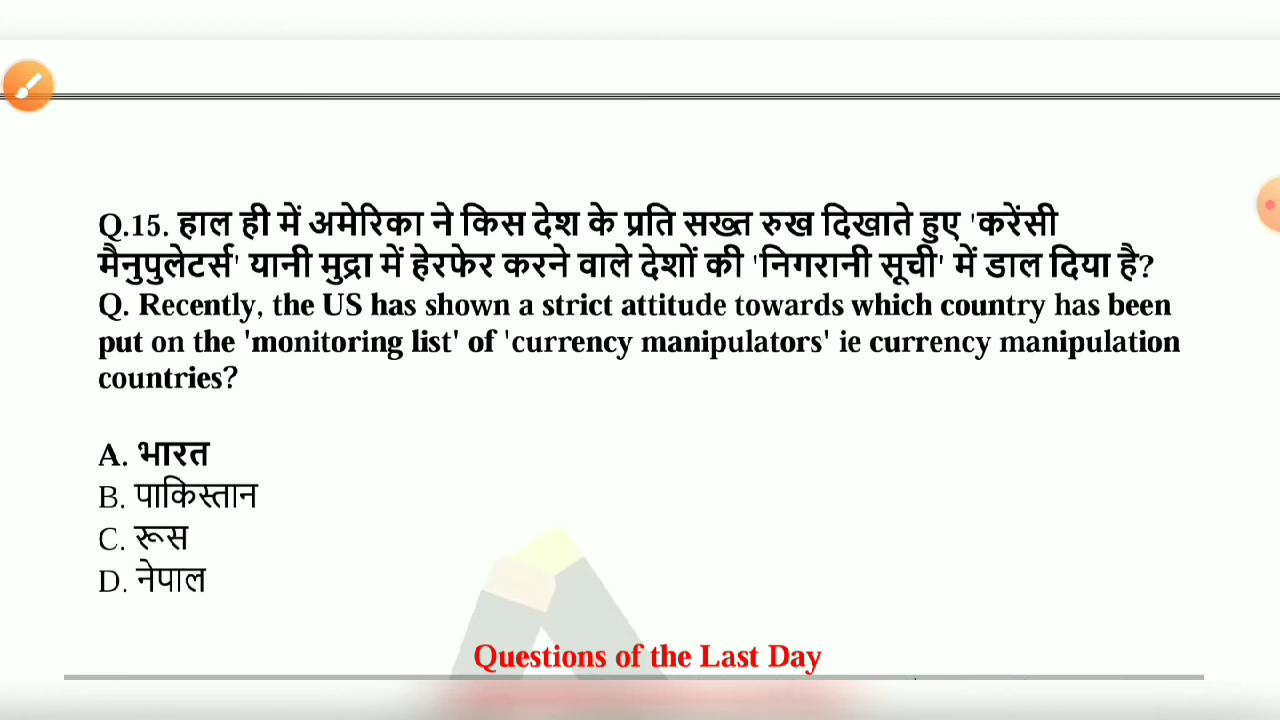 Q.15. हाल ही में अमेरिका ने किस देश के प्रति सख्त रुख दिखाते हुए 'करेंसी
मैनुपुलेटर्स' यानी मुद्रा में हेरफेर करने वाले देशों की 'निगरानी सूची' में डाल दिया है?
Q. Recently, the US has shown a strict attitude towards which country has been
put on the 'monitoring list' of 'currency manipulators' ie currency manipulation
countries?
A. भारत
B. पाकिस्तान
C. रूस
D. नेपाल
Questions of the Last Day